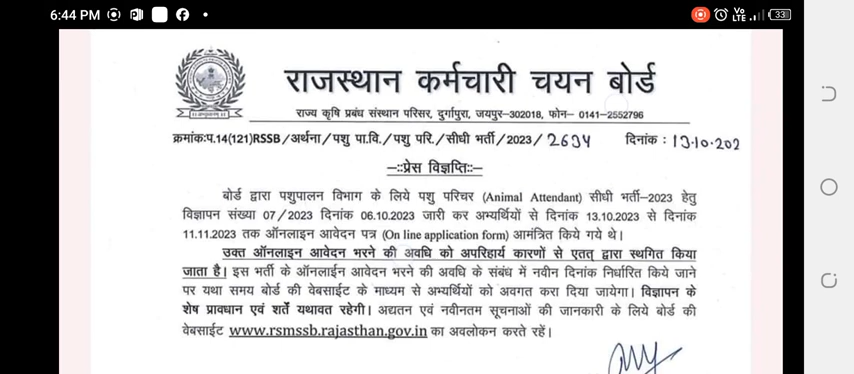 6:44 PM
Vo LTE 33
राजस्थान कर्मचारी चयन बोर्ड
राज्य कृषि प्रबंध संस्थान परिसर, दुर्गापुरा, जयपुर–302018, फोन– 0141–2552796
क्रमांक:प.14(121)RSSB/अर्थना/पशु पा.वि./पशु परि./सीधी भर्ती/2023/2634 दिनांक : 13.10.202
–::प्रेस विज्ञप्ति::–
बोर्ड द्वारा पशुपालन विभाग के लिये पशु परिचर (Animal Attendant) सीधी भर्ती–2023 हेतु
विज्ञापन संख्या 07/2023 दिनांक 06.10.2023 जारी कर अभ्यर्थियों से दिनांक 13.10.2023 से दिनांक
11.11.2023 तक ऑनलाइन आवेदन पत्र (On line application form) आमंत्रित किये गये थे।
उक्त ऑनलाइन आवेदन भरने की अवधि को अपरिहार्य कारणों से एतत् द्वारा स्थगित किया
जाता है। इस भर्ती के ऑनलाईन आवेदन भरने की अवधि के संबंध में नवीन दिनांक निर्धारित किये जाने
पर यथा समय बोर्ड की वेबसाईट के माध्यम से अभ्यर्थियों को अवगत करा दिया जायेगा। विज्ञापन के
शेष प्रावधान एवं शर्तें यथावत रहेगी। अद्यतन एवं नवीनतम सूचनाओं की जानकारी के लिये बोर्ड की
वेबसाईट www.rsmssb.rajasthan.gov.in का अवलोकन करते रहें।